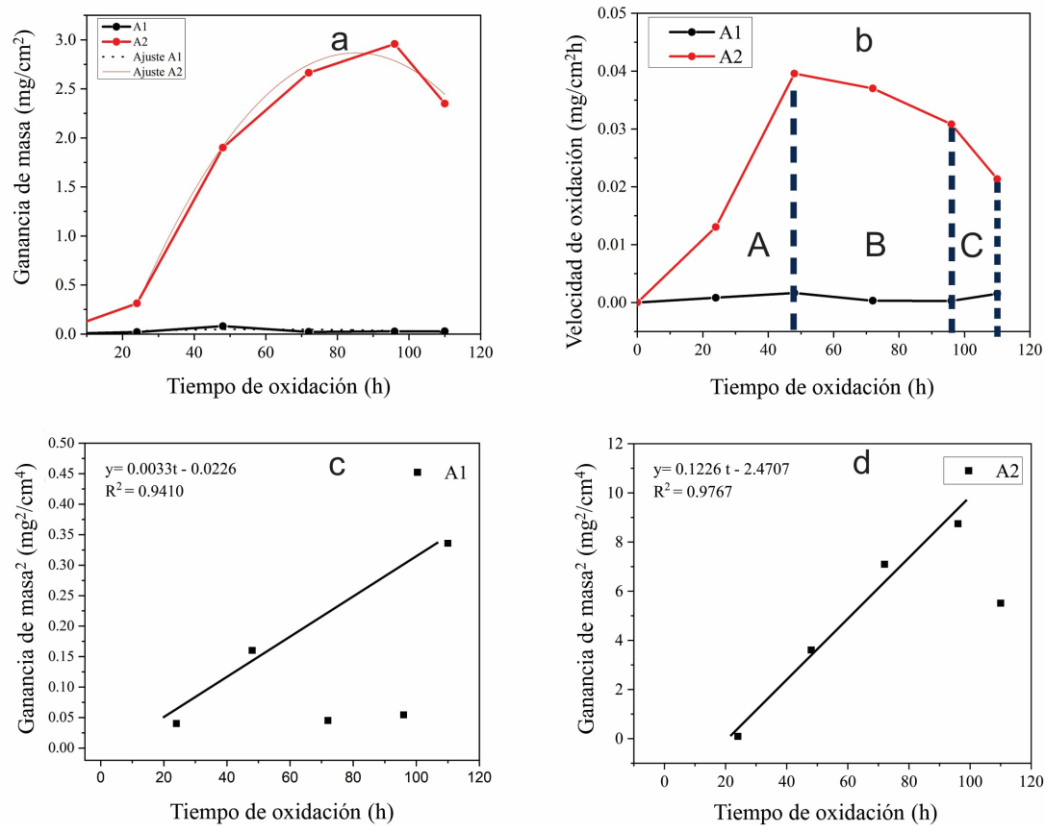 A1
A2
Ajuste A1
Ajuste A2
a
3.0
2.5
2.0
1.5
1.0
0.5
0.0
20 40 60 80 100 120
Ganancia de masa (mg/cm²)
Tiempo de oxidación (h)
A1
A2
b
0.05
0.04
0.03
0.02
0.01
0.00
A B C
0 20 40 60 80 100 120
Velocidad de oxidación (mg/cm²h)
Tiempo de oxidación (h)
y= 0.0033t - 0.0226
R² = 0.9410
c
A1
0.50
0.45
0.40
0.35
0.30
0.25
0.20
0.15
0.10
0.05
0.00
0 20 40 60 80 100 120
Ganancia de masa² (mg²/cm⁴)
Tiempo de oxidación (h)
y= 0.1226 t - 2.4707
R² = 0.9767
d
A2
12
10
8
6
4
2
0
0 20 40 60 80 100 120
Ganancia de masa² (mg²/cm⁴)
Tiempo de oxidación (h)